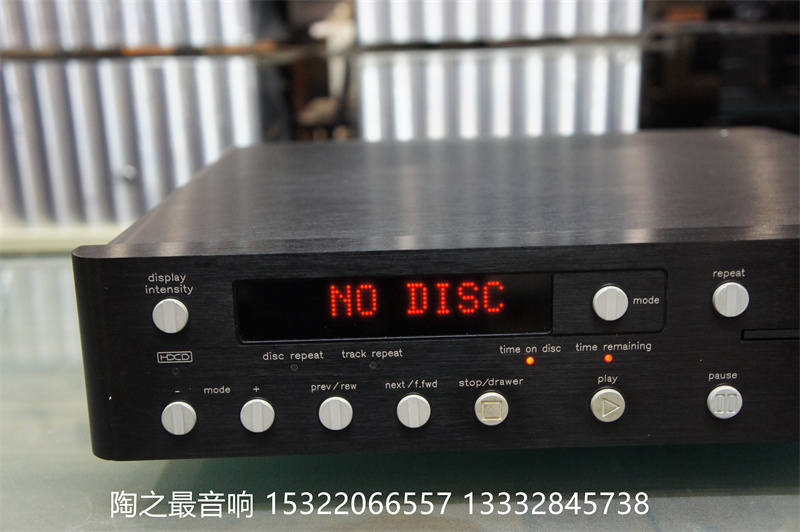 display
intensity
NO DISC
mode
repeat
HDCD
disc repeat
track repeat
time on disc
time remaining
- mode +
prev/rew
next/f.fwd
stop/drawer
play
pause
陶之最音响 15322066557 13332845738